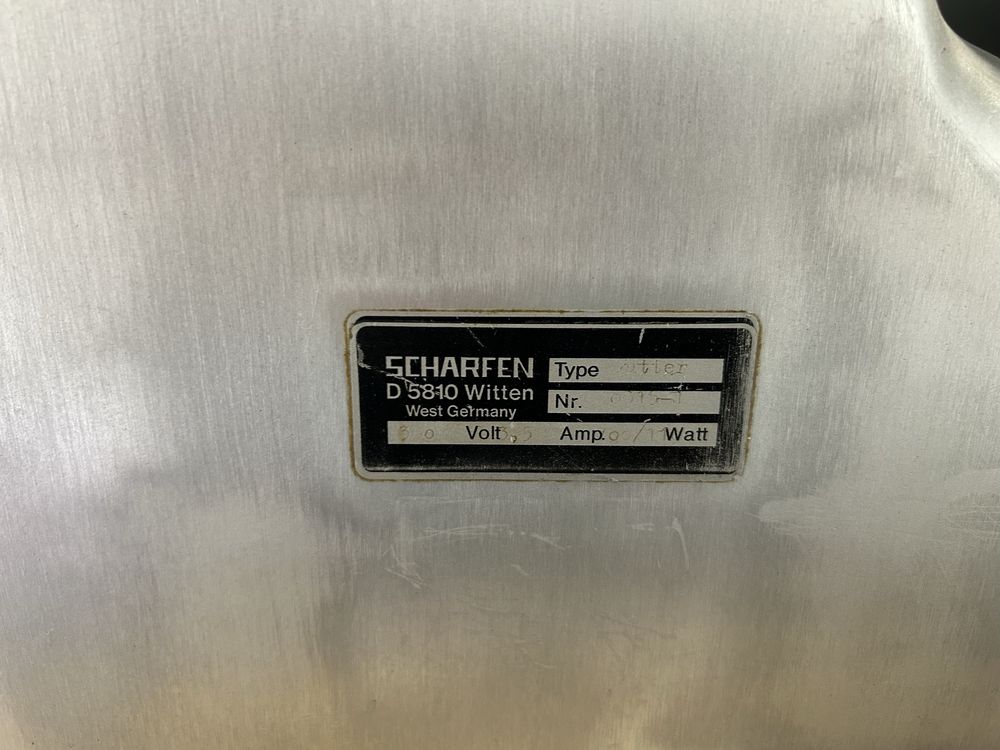 SCHARFEN
D 5810 Witten
West Germany
Type
Nr.
Volt Amp. Watt